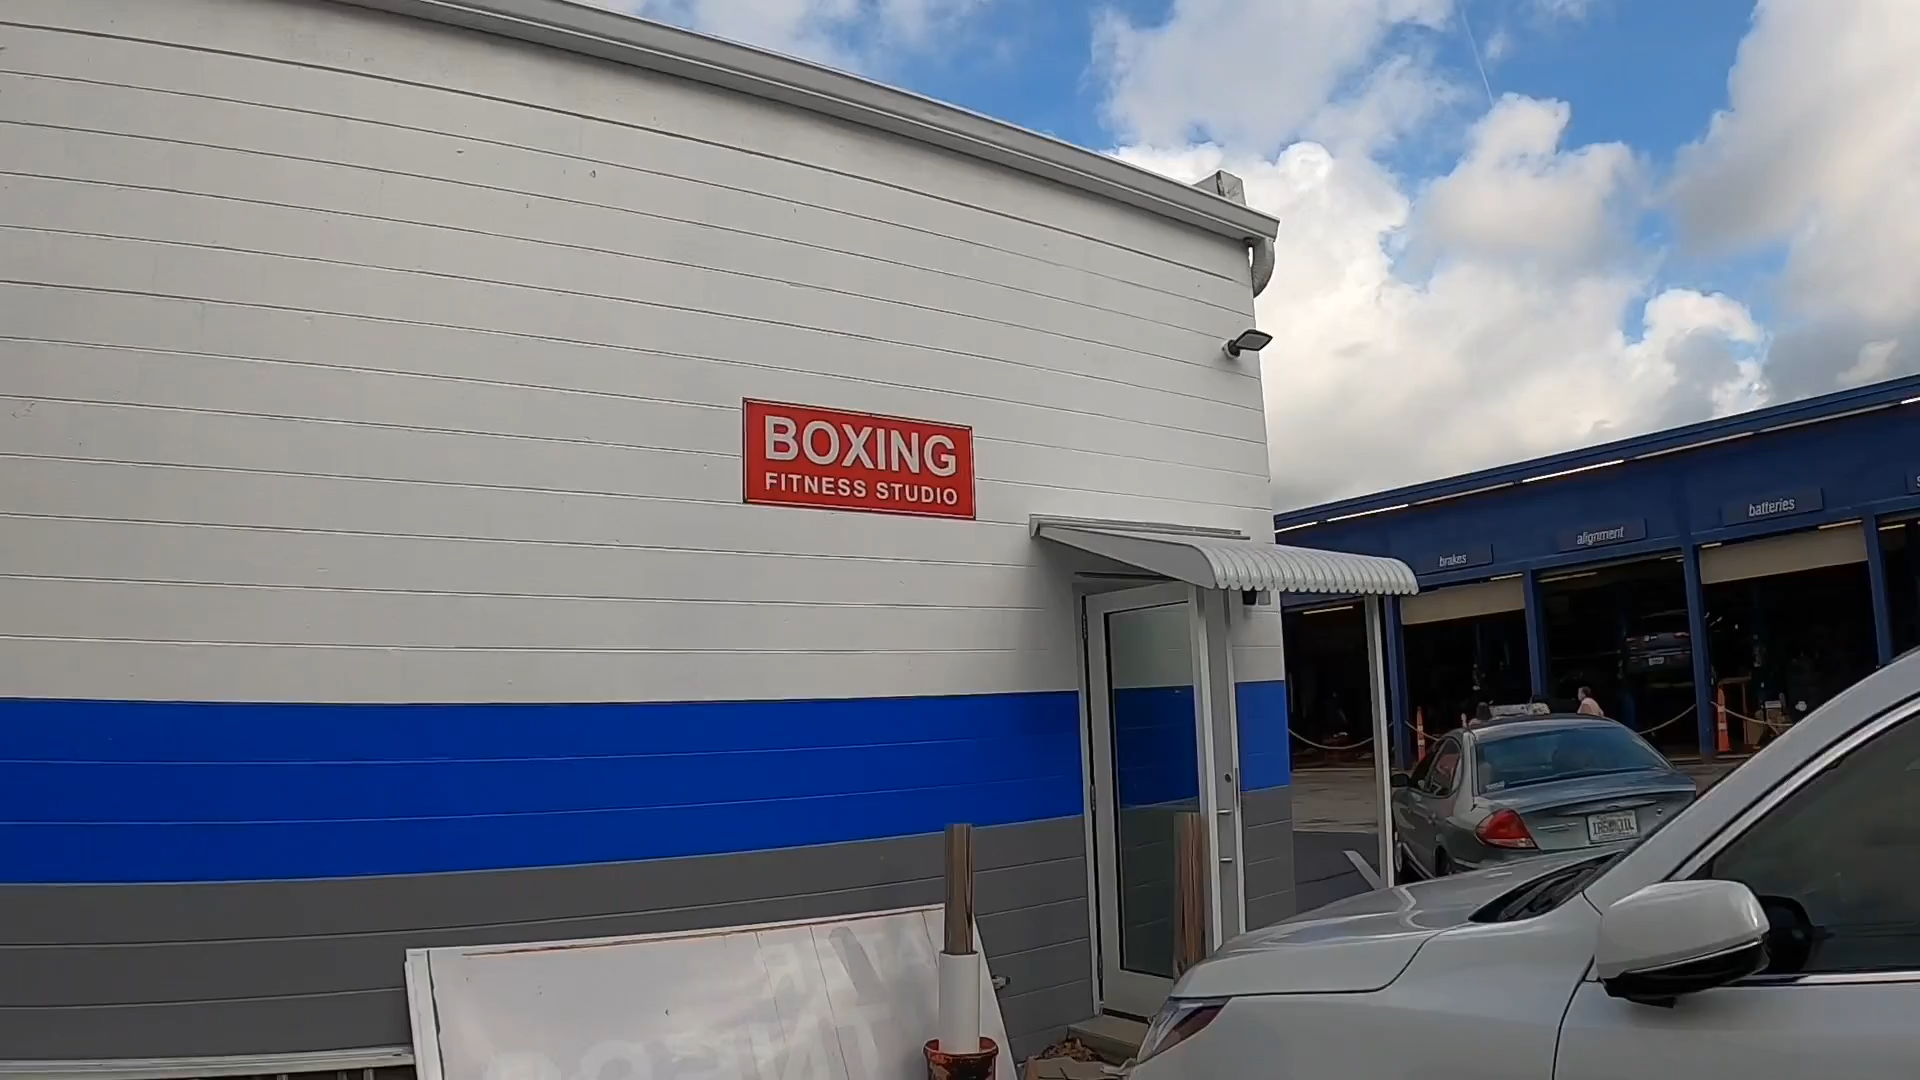 BOXING
FITNESS STUDIO
brakes
alignment
batteries